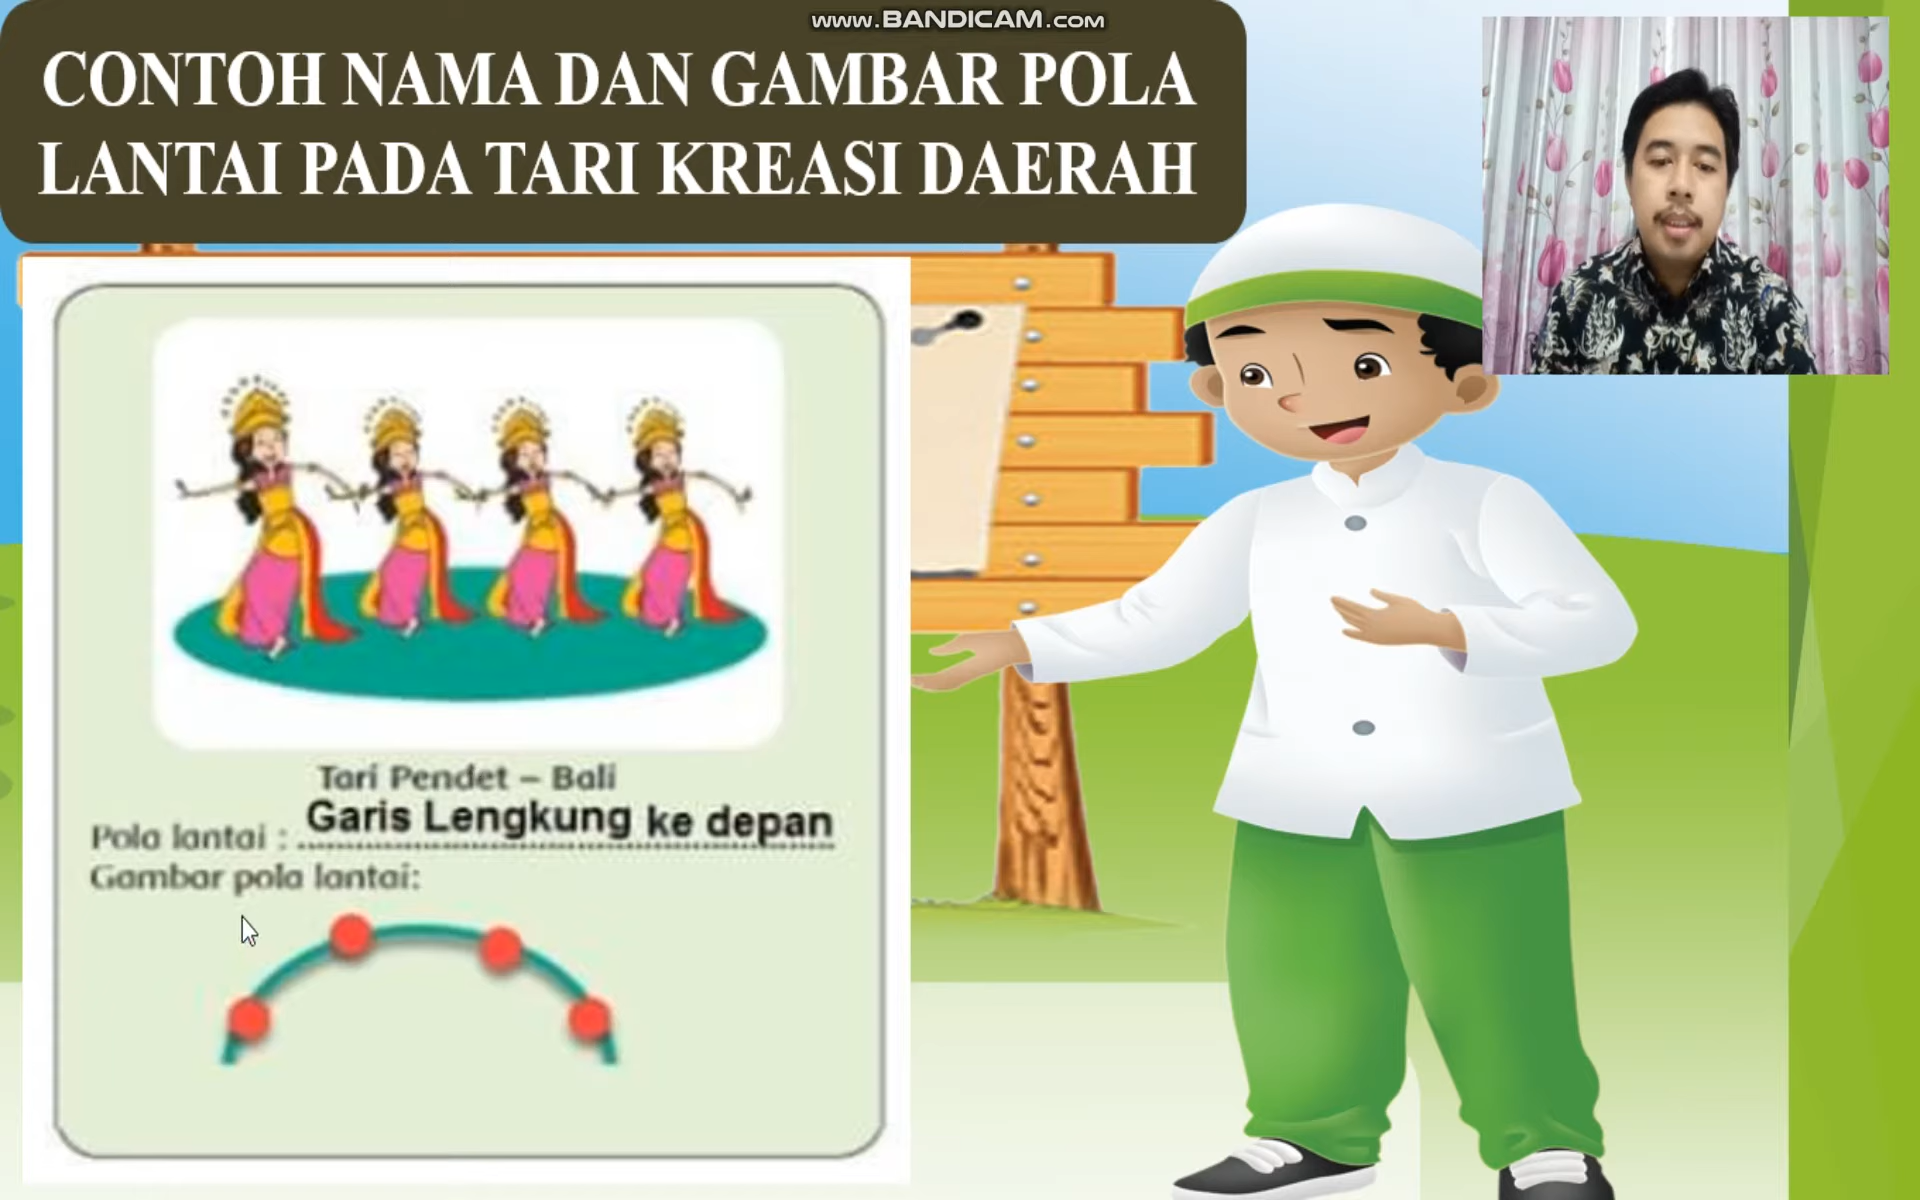 www.BANDICAM.com
CONTOH NAMA DAN GAMBAR POLA
LANTAI PADA TARI KREASI DAERAH
Tari Pendet – Bali
Pola lantai : Garis Lengkung ke depan
Gambar pola lantai: